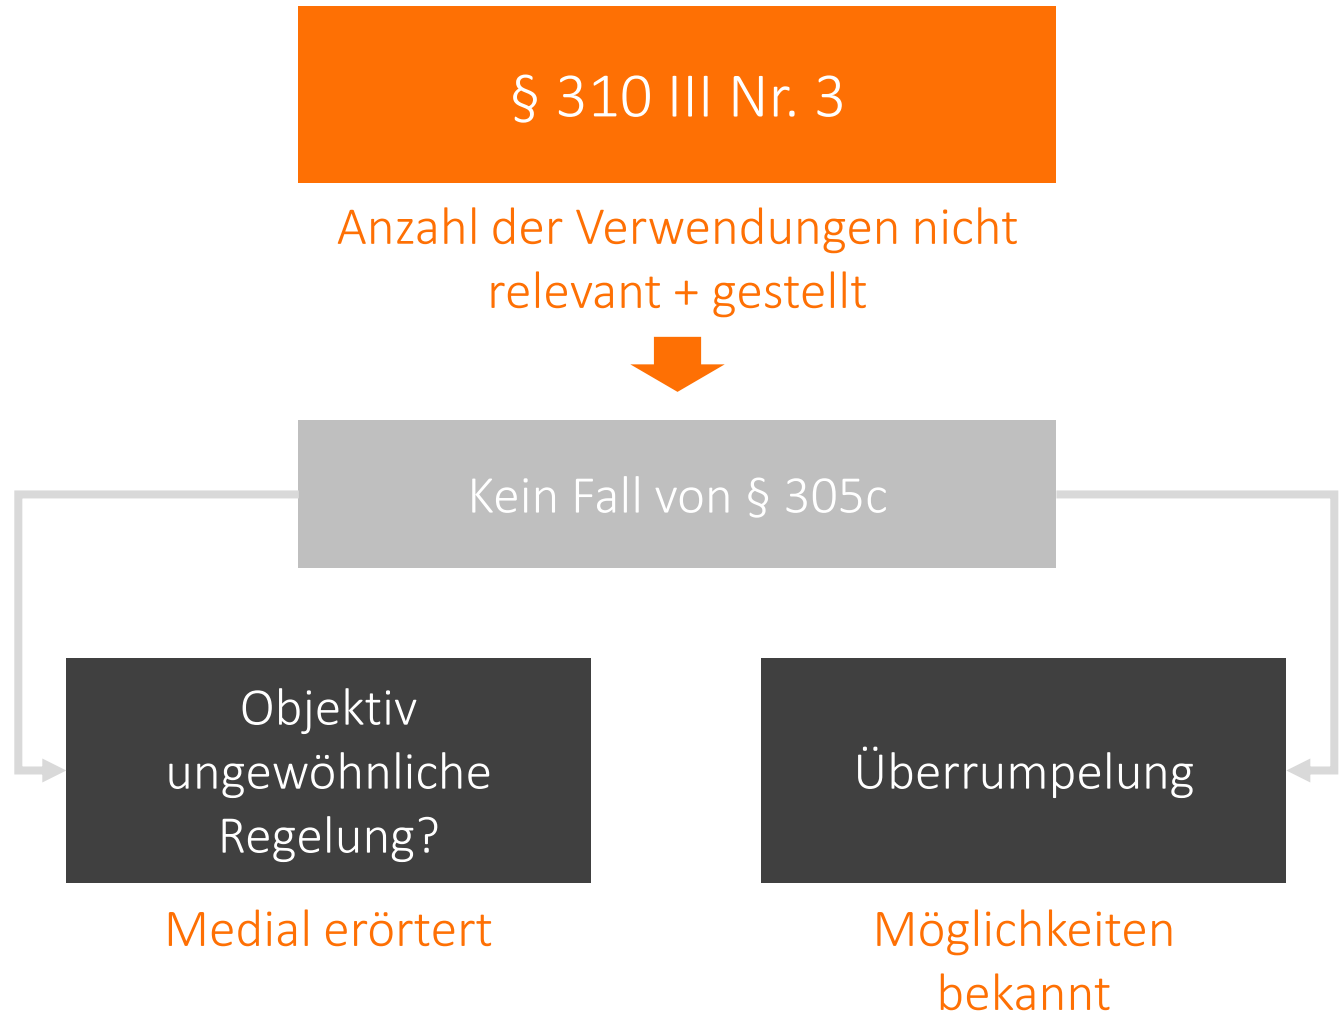 § 310 III Nr. 3
Anzahl der Verwendungen nicht
relevant + gestellt
Kein Fall von § 305c
Objektiv
ungewöhnliche
Regelung?
Medial erörtert
Überrumpelung
Möglichkeiten
bekannt